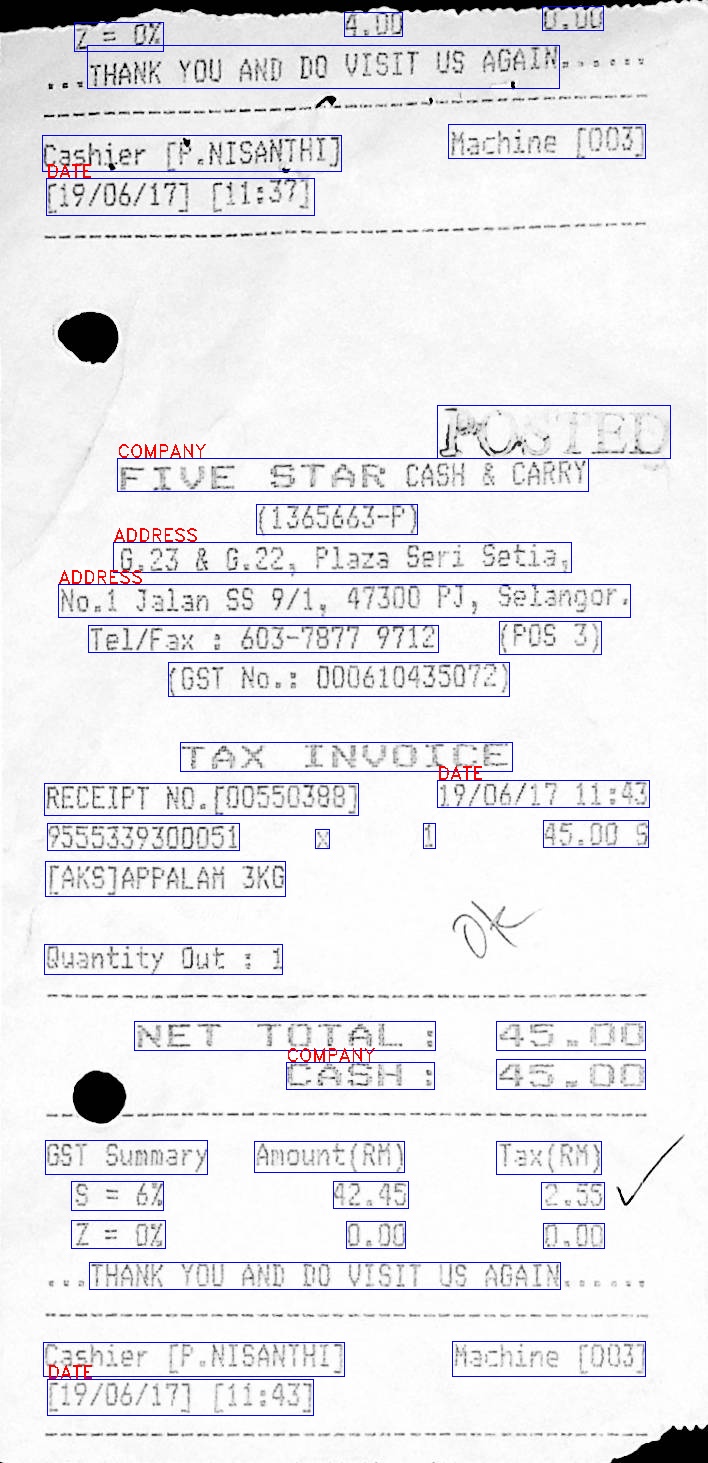 Z = 0% 4.00 0.00
...THANK YOU AND DO VISIT US AGAIN......
Cashier [P.NISANTHI] Machine [003]
DATE
[19/06/17] [11:37]
POSTED
COMPANY
FIVE STAR CASH & CARRY
(1365663-P)
ADDRESS
G.23 & G.22, Plaza Seri Setia,
ADDRESS
No.1 Jalan SS 9/1, 47300 PJ, Selangor.
Tel/Fax : 603-7877 9712 (POS 3)
(GST No.: 000610435072)
TAX INVOICE
DATE
RECEIPT NO.[00550388] 19/06/17 11:43
9555339300051 x 1 45.00 S
[AKS]APPALAM 3KG
OK
Quantity Out : 1
NET TOTAL: 45.00
COMPANY
CASH : 45.00
GST Summary Amount(RM) Tax(RM)
S = 6% 42.45 2.55
Z = 0% 0.00 0.00
...THANK YOU AND DO VISIT US AGAIN......
Cashier [P.NISANTHI] Machine [003]
DATE
[19/06/17] [11:43]